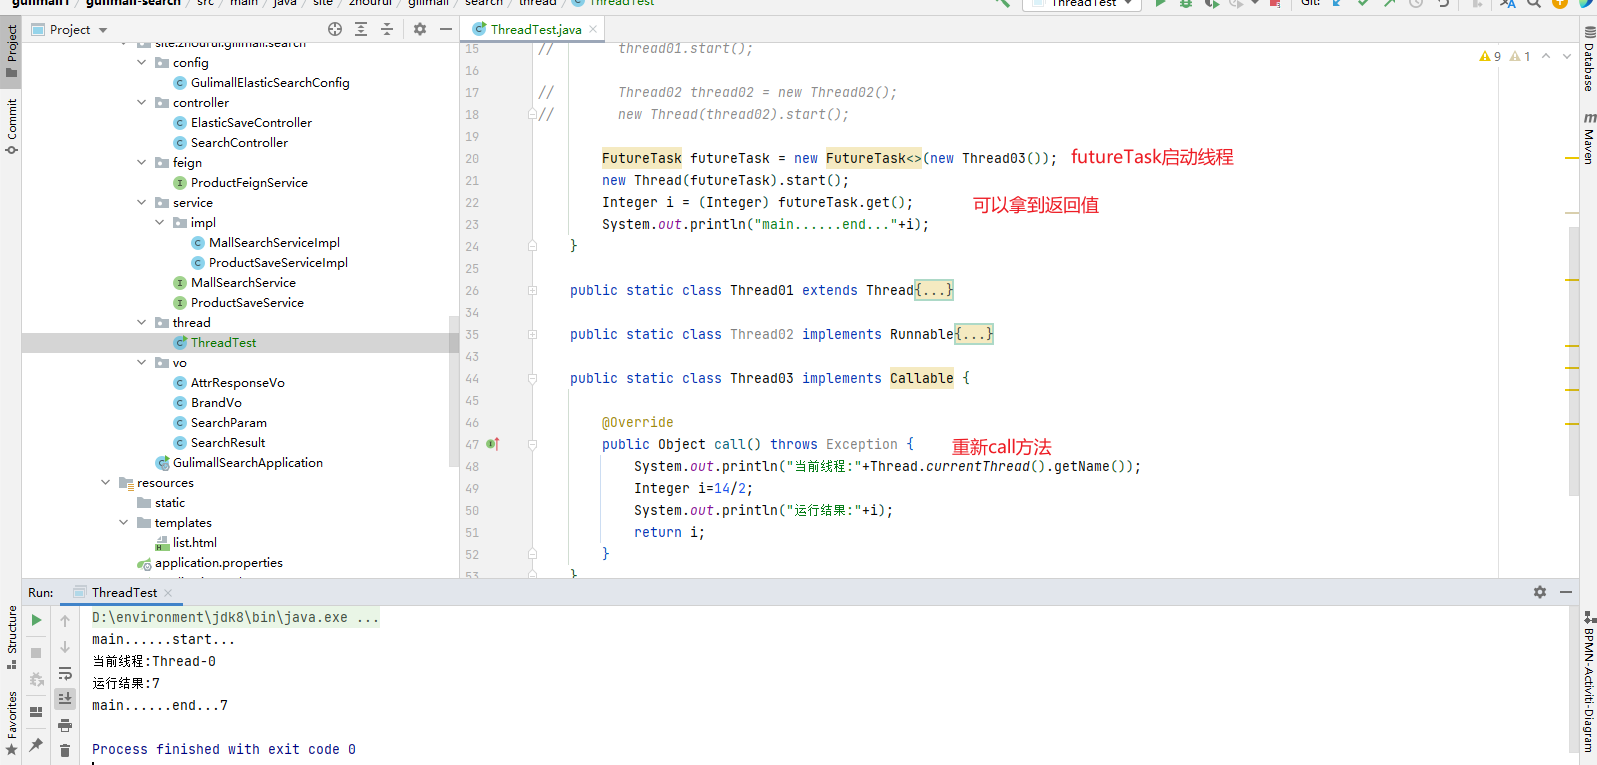 gulimall1 gulimall-search src main java site zhourui gilimall search thread ThreadTest
ThreadTest Git:
Project
ThreadTest.java
Project
Commit
Structure
Favorites
site.zhourui.gilimall.search
config
GulimallElasticSearchConfig
controller
ElasticSaveController
SearchController
feign
ProductFeignService
service
impl
MallSearchServiceImpl
ProductSaveServiceImpl
MallSearchService
ProductSaveService
thread
ThreadTest
vo
AttrResponseVo
BrandVo
SearchParam
SearchResult
GulimallSearchApplication
resources
static
templates
list.html
application.properties
15 // thread01.start();
16
17 // Thread02 thread02 = new Thread02();
18 // new Thread(thread02).start();
19
20 FutureTask futureTask = new FutureTask<>(new Thread03()); futureTask启动线程
21 new Thread(futureTask).start();
22 Integer i = (Integer) futureTask.get(); 可以拿到返回值
23 System.out.println("main......end..."+i);
24 }
25
26 public static class Thread01 extends Thread{...}
34
35 public static class Thread02 implements Runnable{...}
43
44 public static class Thread03 implements Callable {
45
46 @Override
47 public Object call() throws Exception { 重新call方法
48 System.out.println("当前线程:"+Thread.currentThread().getName());
49 Integer i=14/2;
50 System.out.println("运行结果:"+i);
51 return i;
52 }
53 }
9 1
Database
Maven
BPMN-Activiti-Diagram
Run: ThreadTest
D:\environment\jdk8\bin\java.exe ...
main......start...
当前线程:Thread-0
运行结果:7
main......end...7
Process finished with exit code 0